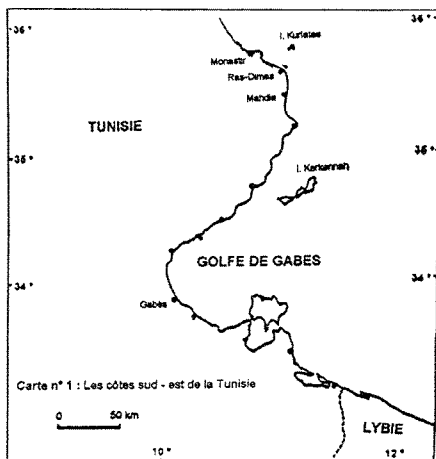 36°
36°
I. Kuriates
Monastir
Ras-Dimas
Mahdia
TUNISIE
35°
35°
I. Kerkennah
GOLFE DE GABES
34°
34°
Gabès
Carte n° 1 : Les côtes sud - est de la Tunisie
0 50 km
LYBIE
10°
12°